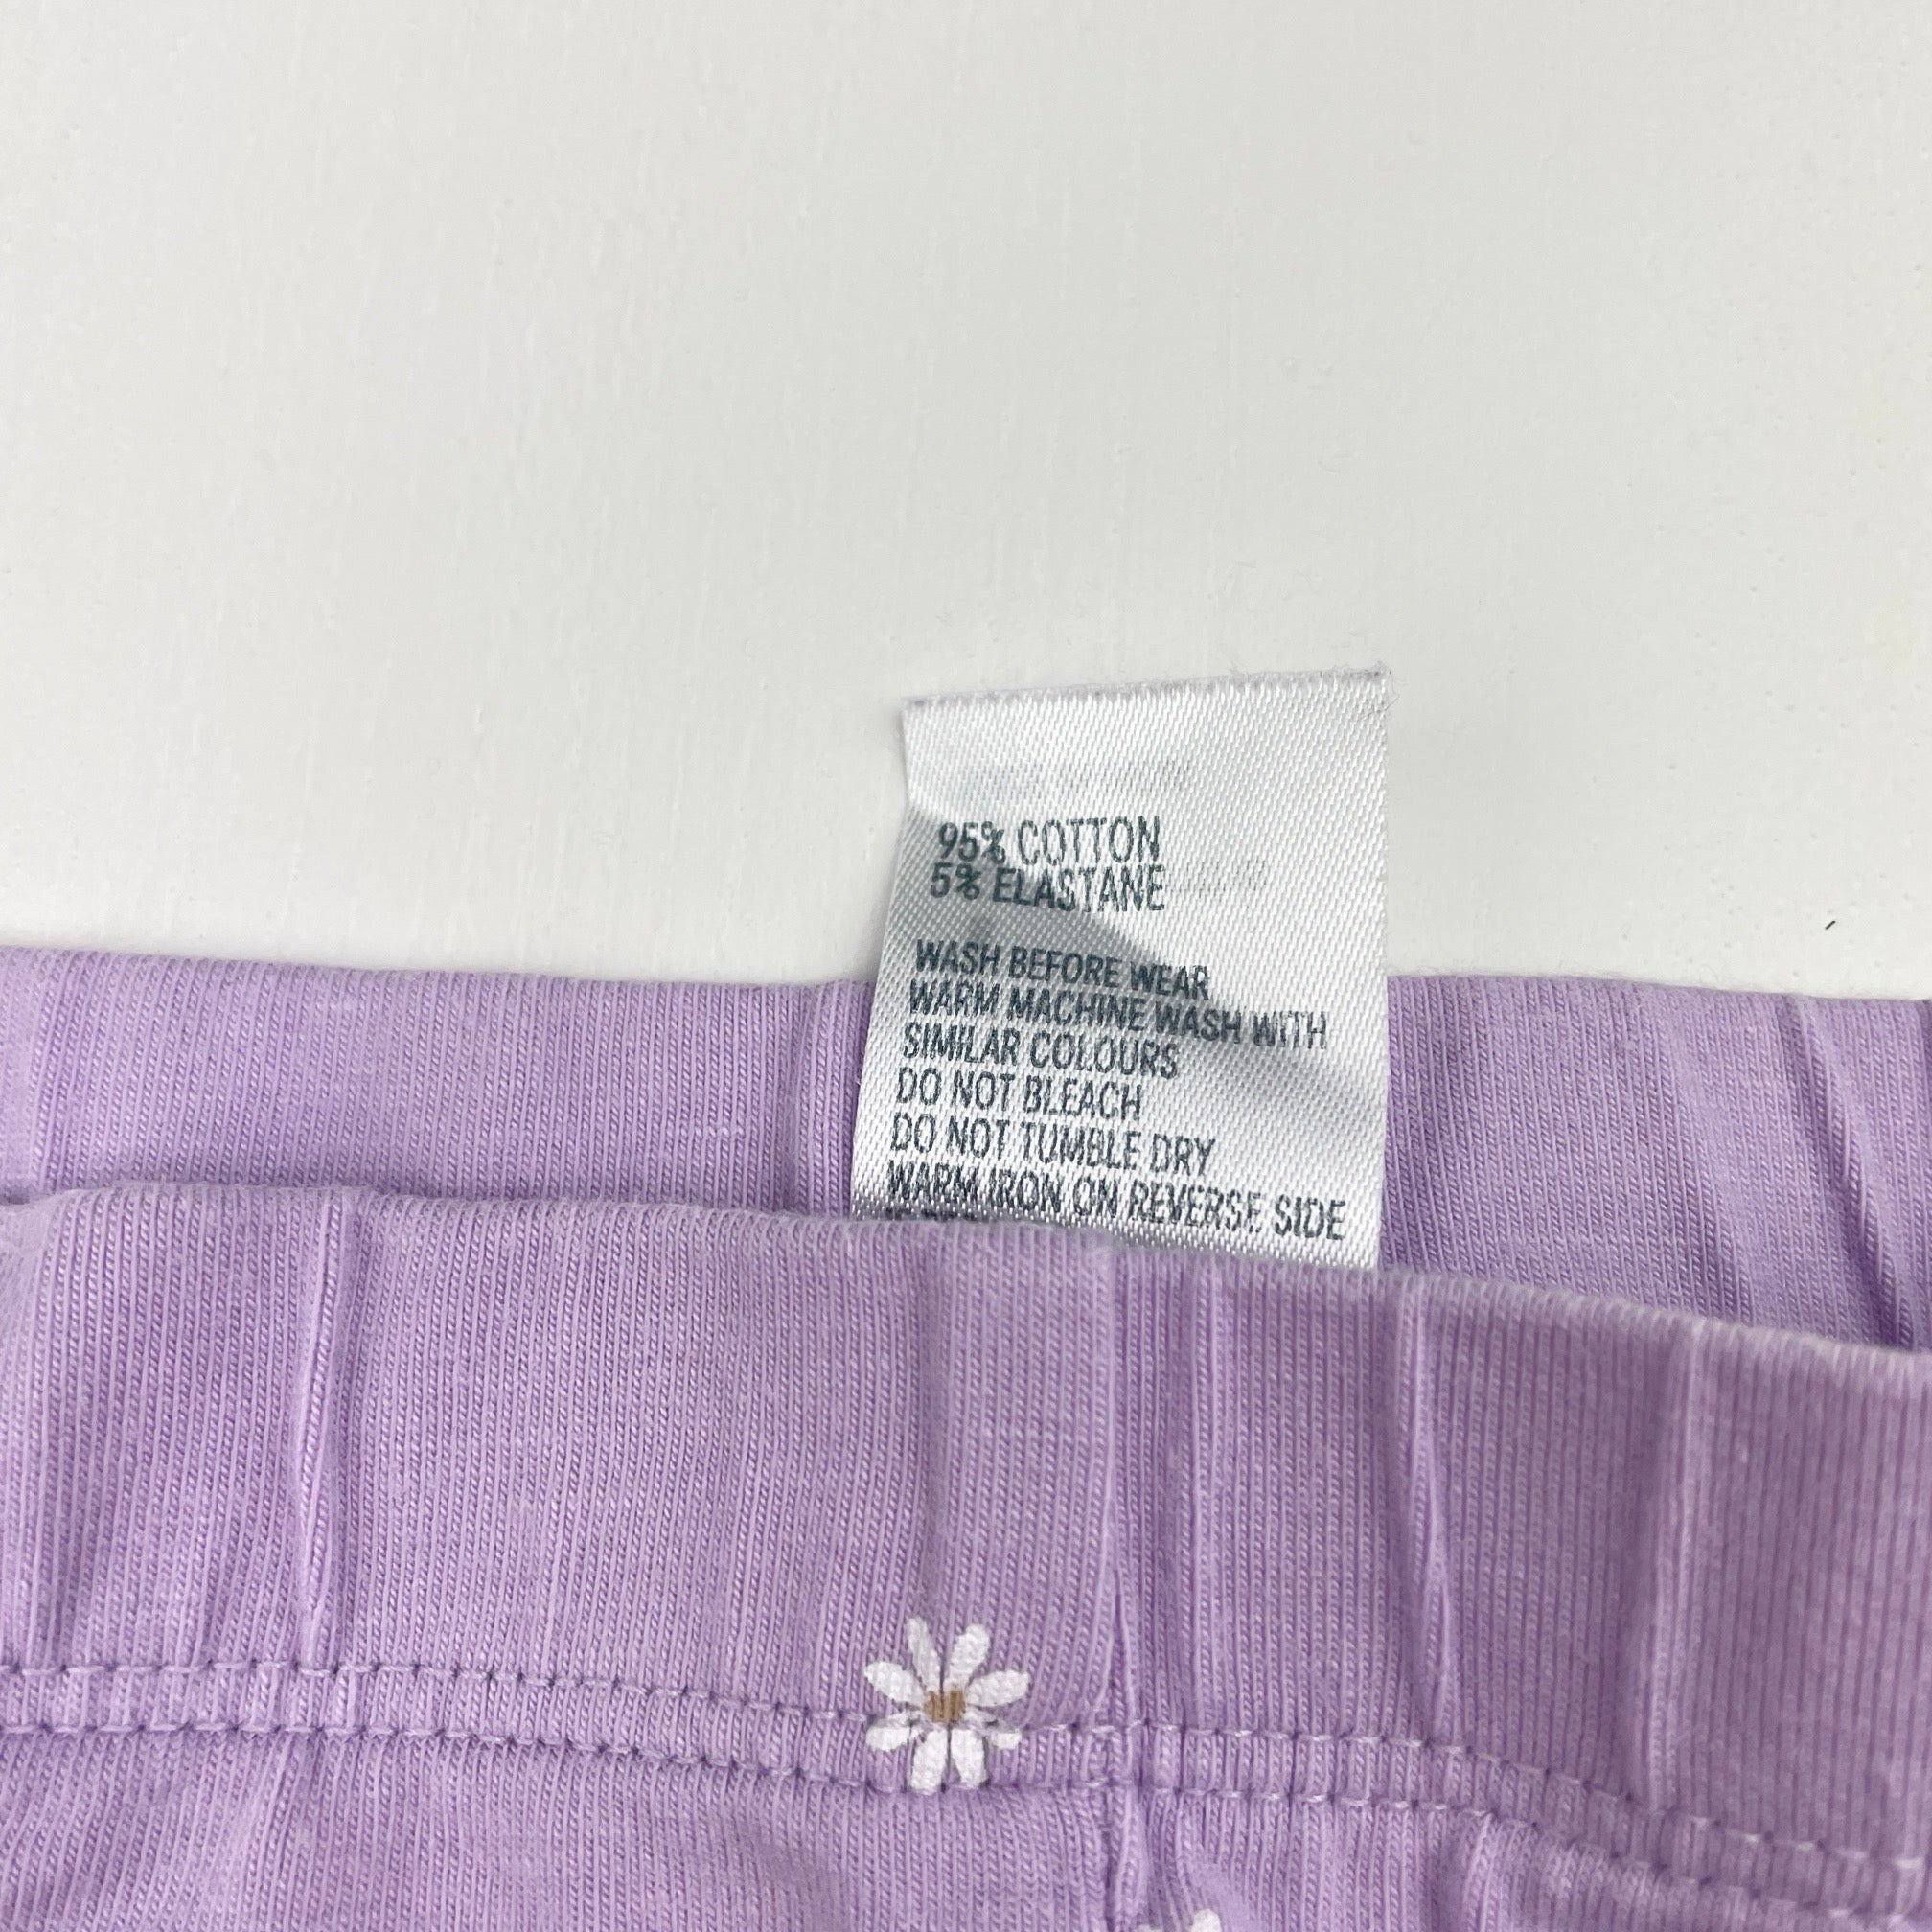 95% COTTON
5% ELASTANE
WASH BEFORE WEAR
WARM MACHINE WASH WITH
SIMILAR COLOURS
DO NOT BLEACH
DO NOT TUMBLE DRY
WARM IRON ON REVERSE SIDE